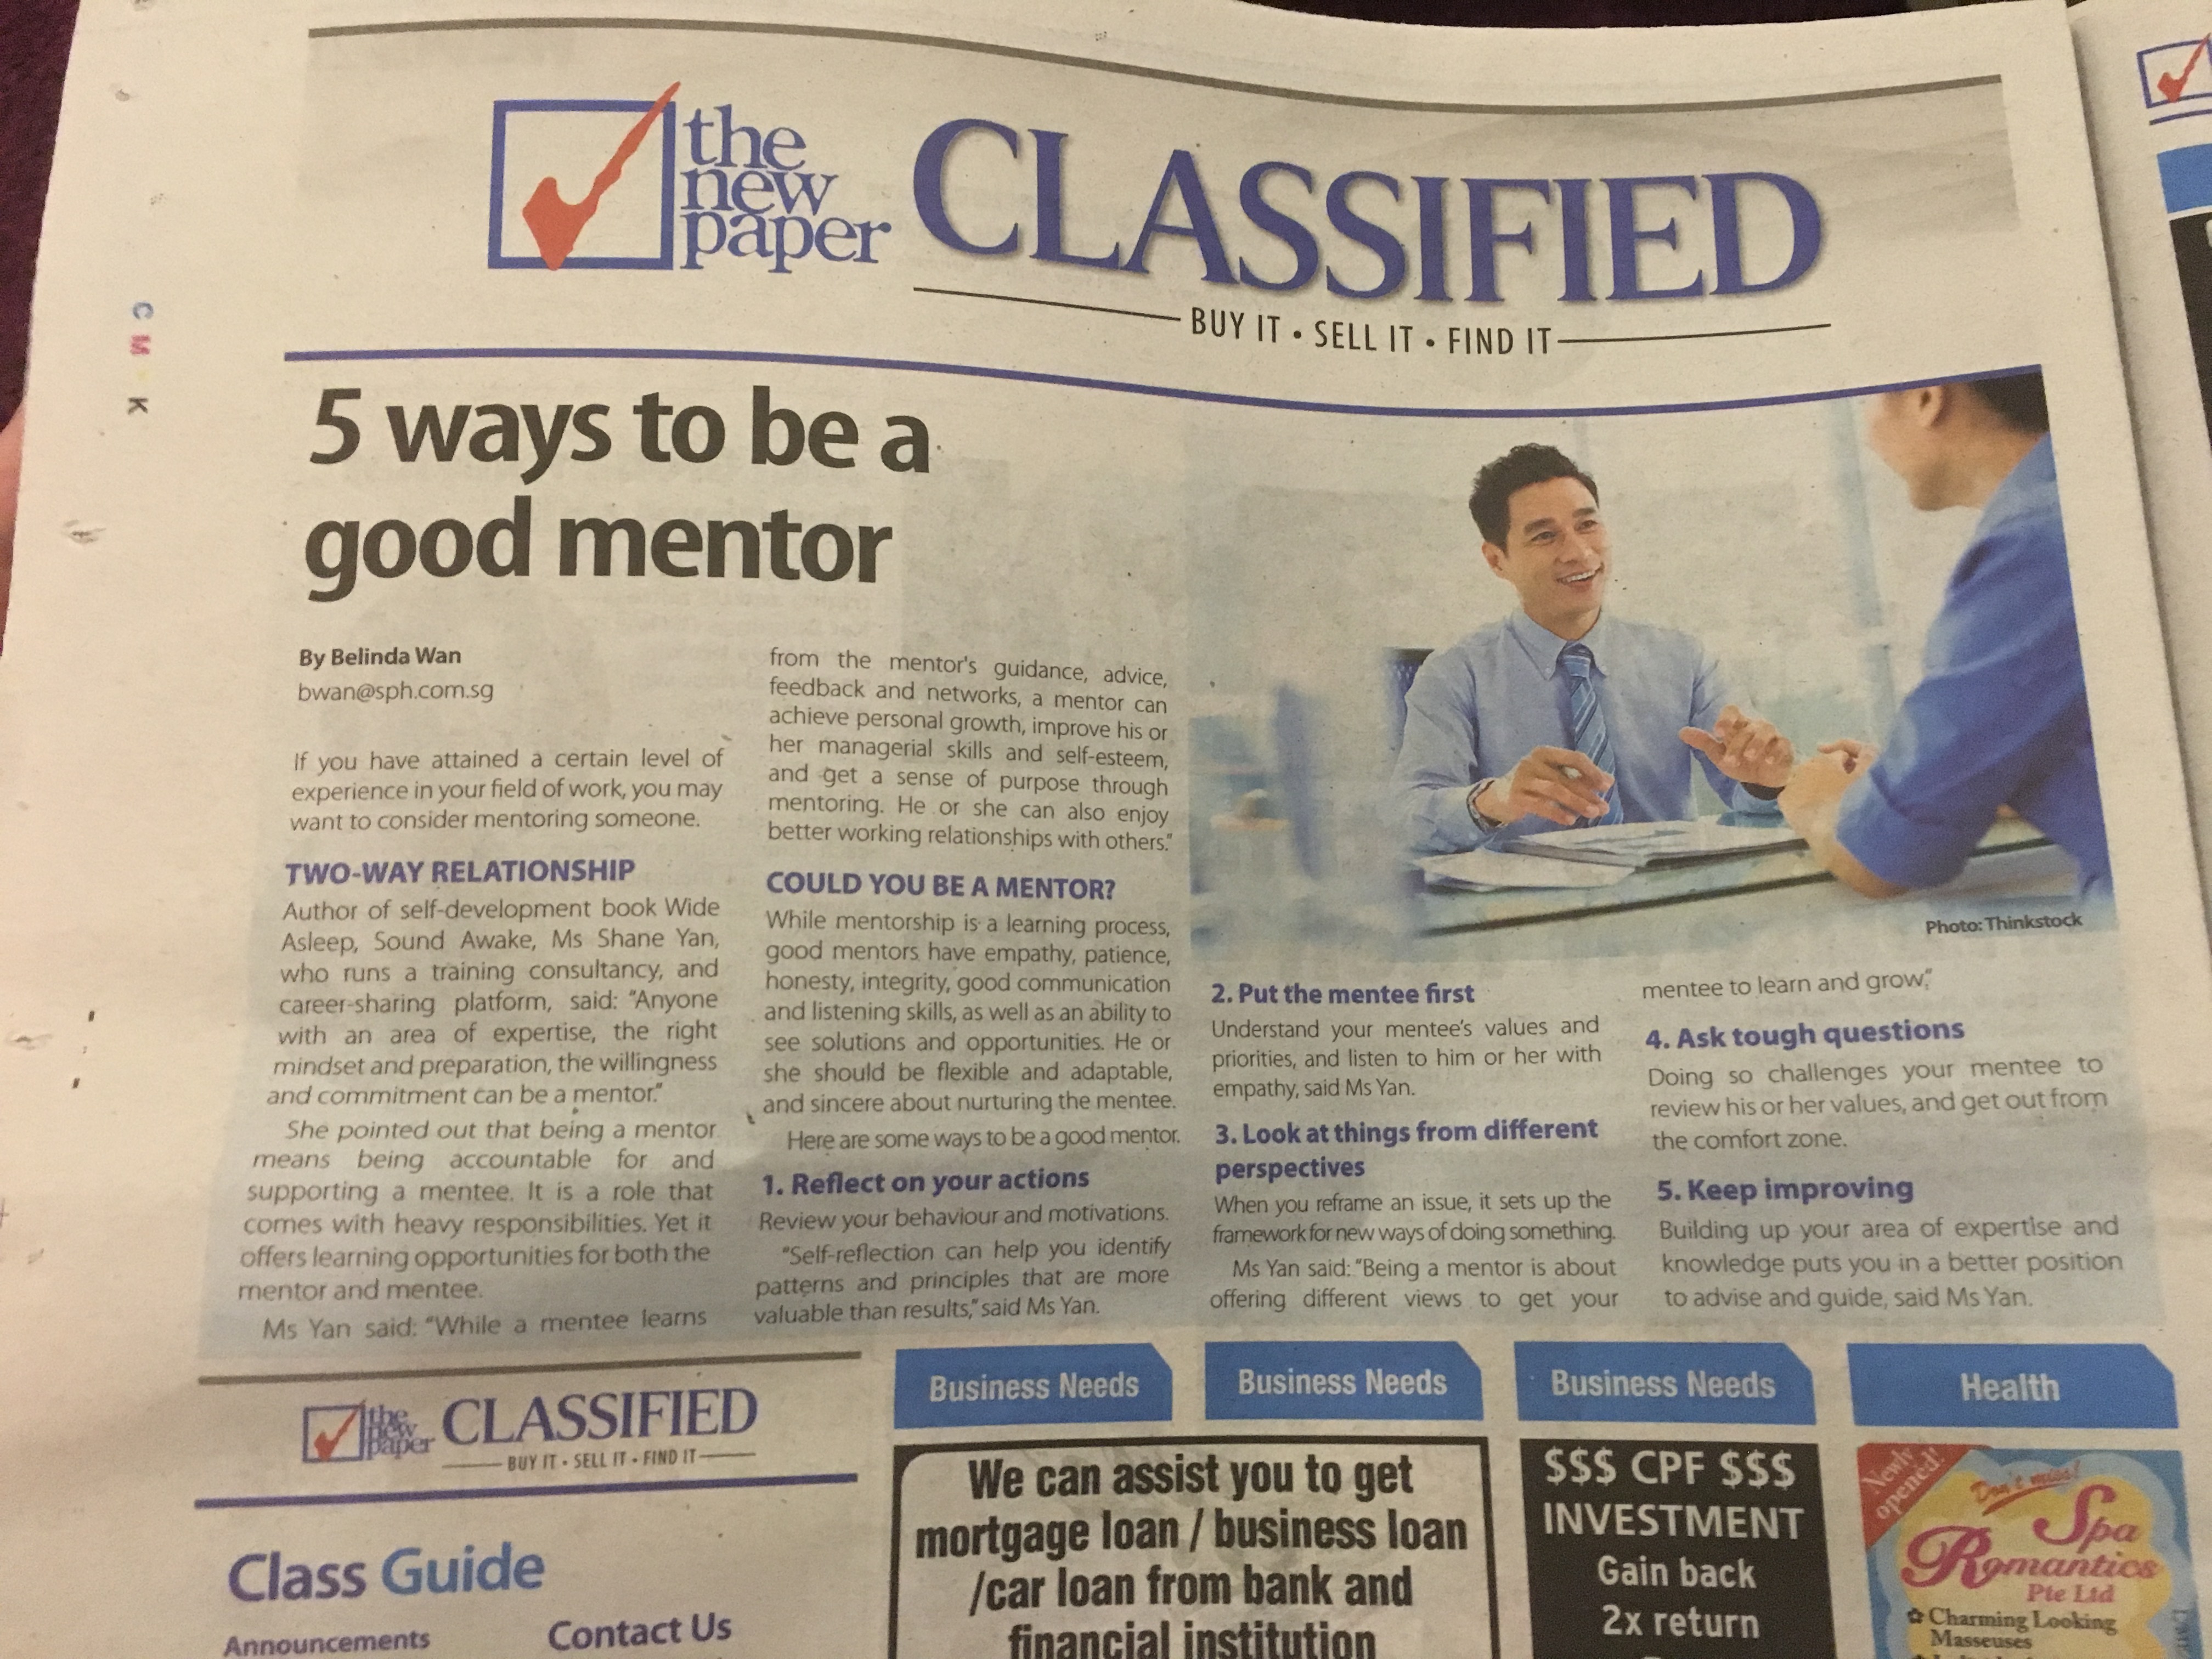 the
new
paper
CLASSIFIED
BUY IT • SELL IT • FIND IT
C
M
Y
K
5 ways to be a
good mentor
By Belinda Wan
bwan@sph.com.sg
If you have attained a certain level of
experience in your field of work, you may
want to consider mentoring someone.
TWO-WAY RELATIONSHIP
Author of self-development book Wide
Asleep, Sound Awake, Ms Shane Yan,
who runs a training consultancy, and
career-sharing platform, said: "Anyone
with an area of expertise, the right
mindset and preparation, the willingness
and commitment can be a mentor."
She pointed out that being a mentor
means being accountable for and
supporting a mentee. It is a role that
comes with heavy responsibilities. Yet it
offers learning opportunities for both the
mentor and mentee.
Ms Yan said: "While a mentee learns
from the mentor's guidance, advice,
feedback and networks, a mentor can
achieve personal growth, improve his or
her managerial skills and self-esteem,
and get a sense of purpose through
mentoring. He or she can also enjoy
better working relationships with others."
COULD YOU BE A MENTOR?
While mentorship is a learning process,
good mentors have empathy, patience,
honesty, integrity, good communication
and listening skills, as well as an ability to
see solutions and opportunities. He or
she should be flexible and adaptable,
and sincere about nurturing the mentee.
Here are some ways to be a good mentor.
1. Reflect on your actions
Review your behaviour and motivations.
"Self-reflection can help you identify
patterns and principles that are more
valuable than results," said Ms Yan.
Photo: Thinkstock
2. Put the mentee first
Understand your mentee's values and
priorities, and listen to him or her with
empathy, said Ms Yan.
3. Look at things from different
perspectives
When you reframe an issue, it sets up the
framework for new ways of doing something.
Ms Yan said: "Being a mentor is about
offering different views to get your
mentee to learn and grow,"
4. Ask tough questions
Doing so challenges your mentee to
review his or her values, and get out from
the comfort zone.
5. Keep improving
Building up your area of expertise and
knowledge puts you in a better position
to advise and guide, said Ms Yan.
the
new
paper
CLASSIFIED
BUY IT • SELL IT • FIND IT
Class Guide
Announcements
Contact Us
Business Needs
Business Needs
Business Needs
Health
We can assist you to get
mortgage loan / business loan
/car loan from bank and
financial institution
$$$ CPF $$$
INVESTMENT
Gain back
2x return
Newly
opened!
Don't miss!
Spa
Romantics
Pte Ltd
Charming Looking
Masseuses